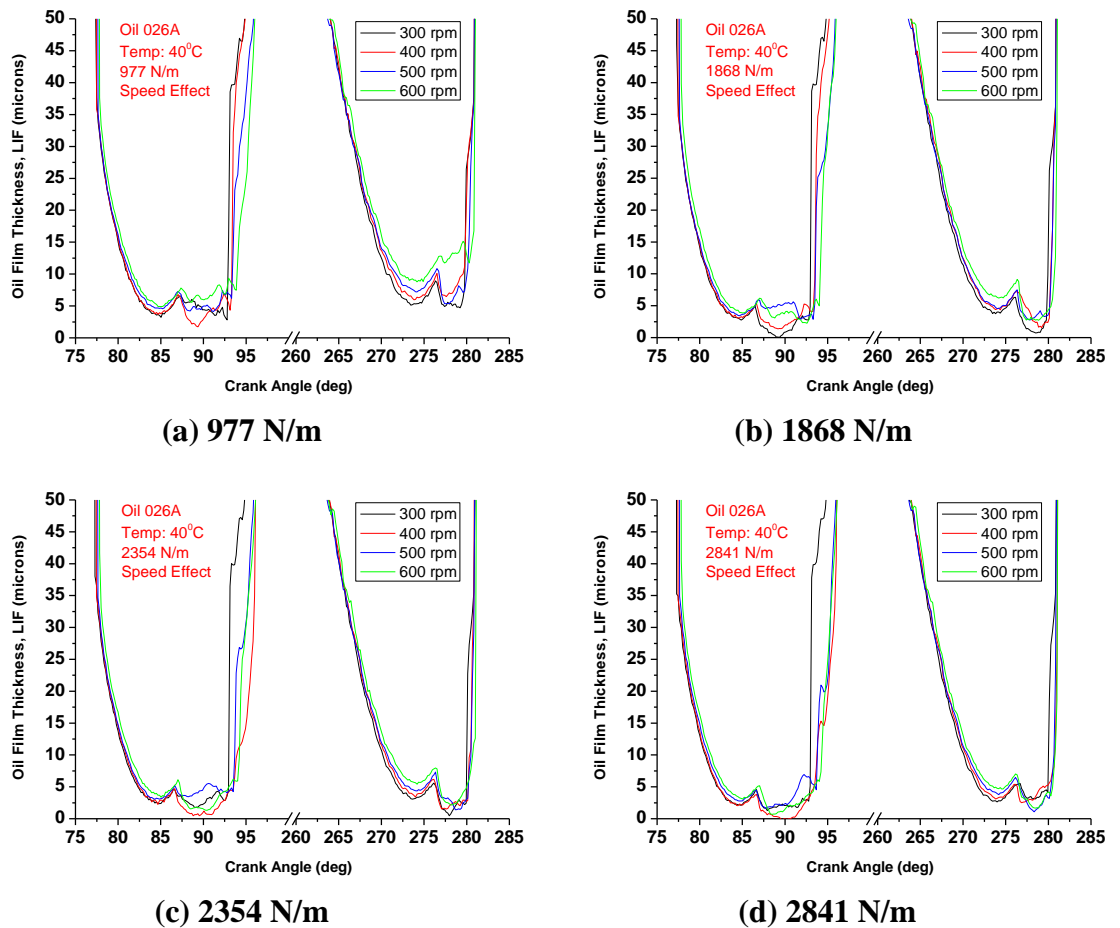 Oil 026A
Temp: 40⁰C
977 N/m
Speed Effect
300 rpm
400 rpm
500 rpm
600 rpm
Oil Film Thickness, LIF (microns)
50
45
40
35
30
25
20
15
10
5
0
75 80 85 90 95 260 265 270 275 280 285
Crank Angle (deg)
(a) 977 N/m
Oil 026A
Temp: 40⁰C
1868 N/m
Speed Effect
300 rpm
400 rpm
500 rpm
600 rpm
Oil Film Thickness, LIF (microns)
50
45
40
35
30
25
20
15
10
5
0
75 80 85 90 95 260 265 270 275 280 285
Crank Angle (deg)
(b) 1868 N/m
Oil 026A
Temp: 40⁰C
2354 N/m
Speed Effect
300 rpm
400 rpm
500 rpm
600 rpm
Oil Film Thickness, LIF (microns)
50
45
40
35
30
25
20
15
10
5
0
75 80 85 90 95 260 265 270 275 280 285
Crank Angle (deg)
(c) 2354 N/m
Oil 026A
Temp: 40⁰C
2841 N/m
Speed Effect
300 rpm
400 rpm
500 rpm
600 rpm
Oil Film Thickness, LIF (microns)
50
45
40
35
30
25
20
15
10
5
0
75 80 85 90 95 260 265 270 275 280 285
Crank Angle (deg)
(d) 2841 N/m